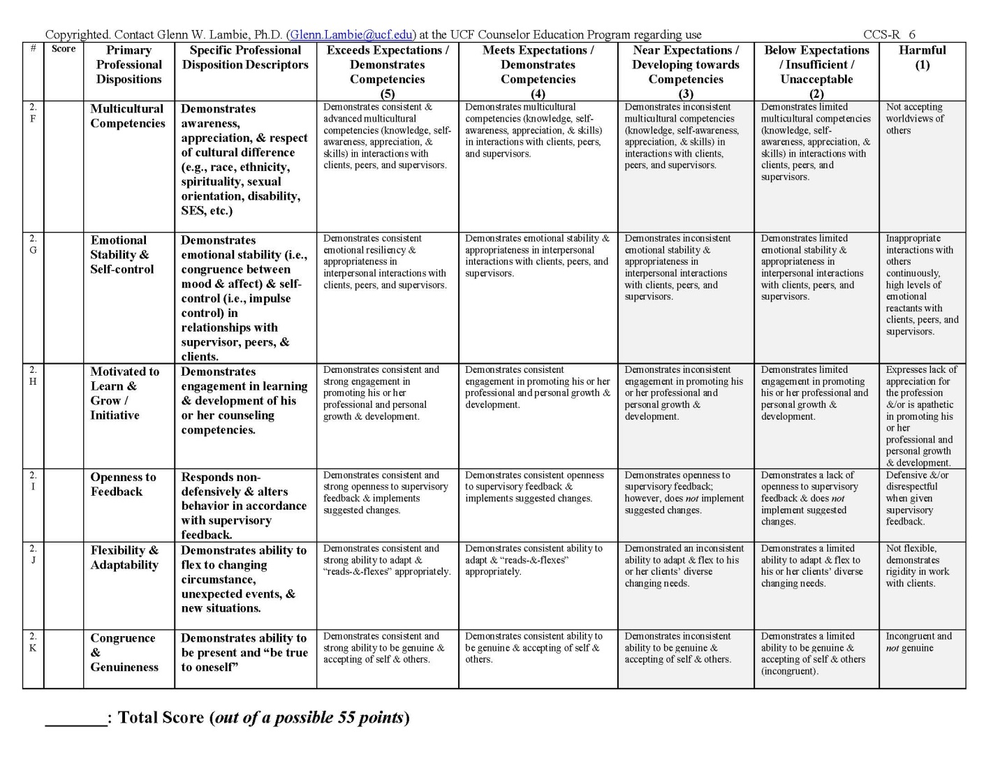 Copyrighted. Contact Glenn W. Lambie, Ph.D. (Glenn.Lambie@ucf.edu) at the UCF Counselor Education Program regarding use CCS-R 6
#
Score
Primary
Professional
Dispositions
Specific Professional
Disposition Descriptors
Exceeds Expectations /
Demonstrates
Competencies
(5)
Meets Expectations /
Demonstrates
Competencies
(4)
Near Expectations /
Developing towards
Competencies
(3)
Below Expectations
/ Insufficient /
Unacceptable
(2)
Harmful
(1)
2.
F
Multicultural
Competencies
Demonstrates
awareness,
appreciation, & respect
of cultural difference
(e.g., race, ethnicity,
spirituality, sexual
orientation, disability,
SES, etc.)
Demonstrates consistent &
advanced multicultural
competencies (knowledge, self-
awareness, appreciation, &
skills) in interactions with
clients, peers, and supervisors.
Demonstrates multicultural
competencies (knowledge, self-
awareness, appreciation, & skills)
in interactions with clients, peers,
and supervisors.
Demonstrates inconsistent
multicultural competencies
(knowledge, self-awareness,
appreciation, & skills) in
interactions with clients,
peers, and supervisors.
Demonstrates limited
multicultural competencies
(knowledge, self-
awareness, appreciation, &
skills) in interactions with
clients, peers, and
supervisors.
Not accepting
worldviews of
others
2.
G
Emotional
Stability &
Self-control
Demonstrates
emotional stability (i.e.,
congruence between
mood & affect) & self-
control (i.e., impulse
control) in
relationships with
supervisor, peers, &
clients.
Demonstrates consistent
emotional resiliency &
appropriateness in
interpersonal interactions with
clients, peers, and supervisors.
Demonstrates emotional stability &
appropriateness in interpersonal
interactions with clients, peers, and
supervisors.
Demonstrates inconsistent
emotional stability &
appropriateness in
interpersonal interactions
with clients, peers, and
supervisors.
Demonstrates limited
emotional stability &
appropriateness in
interpersonal interactions
with clients, peers, and
supervisors.
Inappropriate
interactions with
others
continuously,
high levels of
emotional
reactants with
clients, peers, and
supervisors.
2.
H
Motivated to
Learn &
Grow /
Initiative
Demonstrates
engagement in learning
& development of his
or her counseling
competencies.
Demonstrates consistent and
strong engagement in
promoting his or her
professional and personal
growth & development.
Demonstrates consistent
engagement in promoting his or her
professional and personal growth &
development.
Demonstrates inconsistent
engagement in promoting his
or her professional and
personal growth &
development.
Demonstrates limited
engagement in promoting
his or her professional and
personal growth &
development.
Expresses lack of
appreciation for
the profession
&/or is apathetic
in promoting his
or her
professional and
personal growth
& development.
2.
I
Openness to
Feedback
Responds non-
defensively & alters
behavior in accordance
with supervisory
feedback.
Demonstrates consistent and
strong openness to supervisory
feedback & implements
suggested changes.
Demonstrates consistent openness
to supervisory feedback &
implements suggested changes.
Demonstrates openness to
supervisory feedback;
however, does not implement
suggested changes.
Demonstrates a lack of
openness to supervisory
feedback & does not
implement suggested
changes.
Defensive &/or
disrespectful
when given
supervisory
feedback.
2.
J
Flexibility &
Adaptability
Demonstrates ability to
flex to changing
circumstance,
unexpected events, &
new situations.
Demonstrates consistent and
strong ability to adapt &
“reads-&-flexes” appropriately.
Demonstrates consistent ability to
adapt & “reads-&-flexes”
appropriately.
Demonstrated an inconsistent
ability to adapt & flex to his
or her clients’ diverse
changing needs.
Demonstrates a limited
ability to adapt & flex to
his or her clients’ diverse
changing needs.
Not flexible,
demonstrates
rigidity in work
with clients.
2.
K
Congruence
&
Genuineness
Demonstrates ability to
be present and “be true
to oneself”
Demonstrates consistent and
strong ability to be genuine &
accepting of self & others.
Demonstrates consistent ability to
be genuine & accepting of self &
others.
Demonstrates inconsistent
ability to be genuine &
accepting of self & others.
Demonstrates a limited
ability to be genuine &
accepting of self & others
(incongruent).
Incongruent and
not genuine
_______: Total Score (out of a possible 55 points)